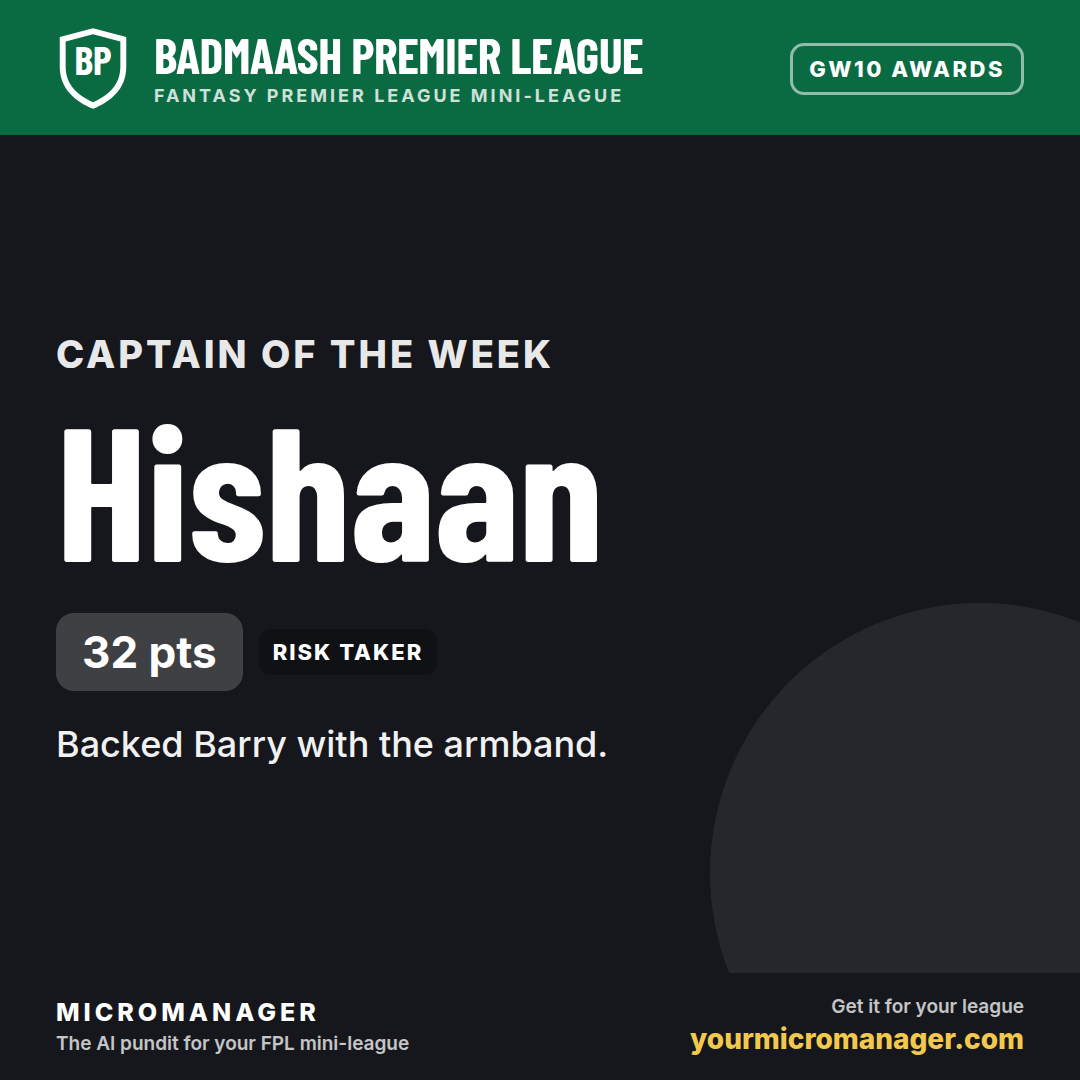 BP
BADMAASH PREMIER LEAGUE
FANTASY PREMIER LEAGUE MINI-LEAGUE
GW10 AWARDS
CAPTAIN OF THE WEEK
Hishaan
32 pts
RISK TAKER
Backed Barry with the armband.
MICROMANAGER
The AI pundit for your FPL mini-league
Get it for your league
yourmicromanager.com